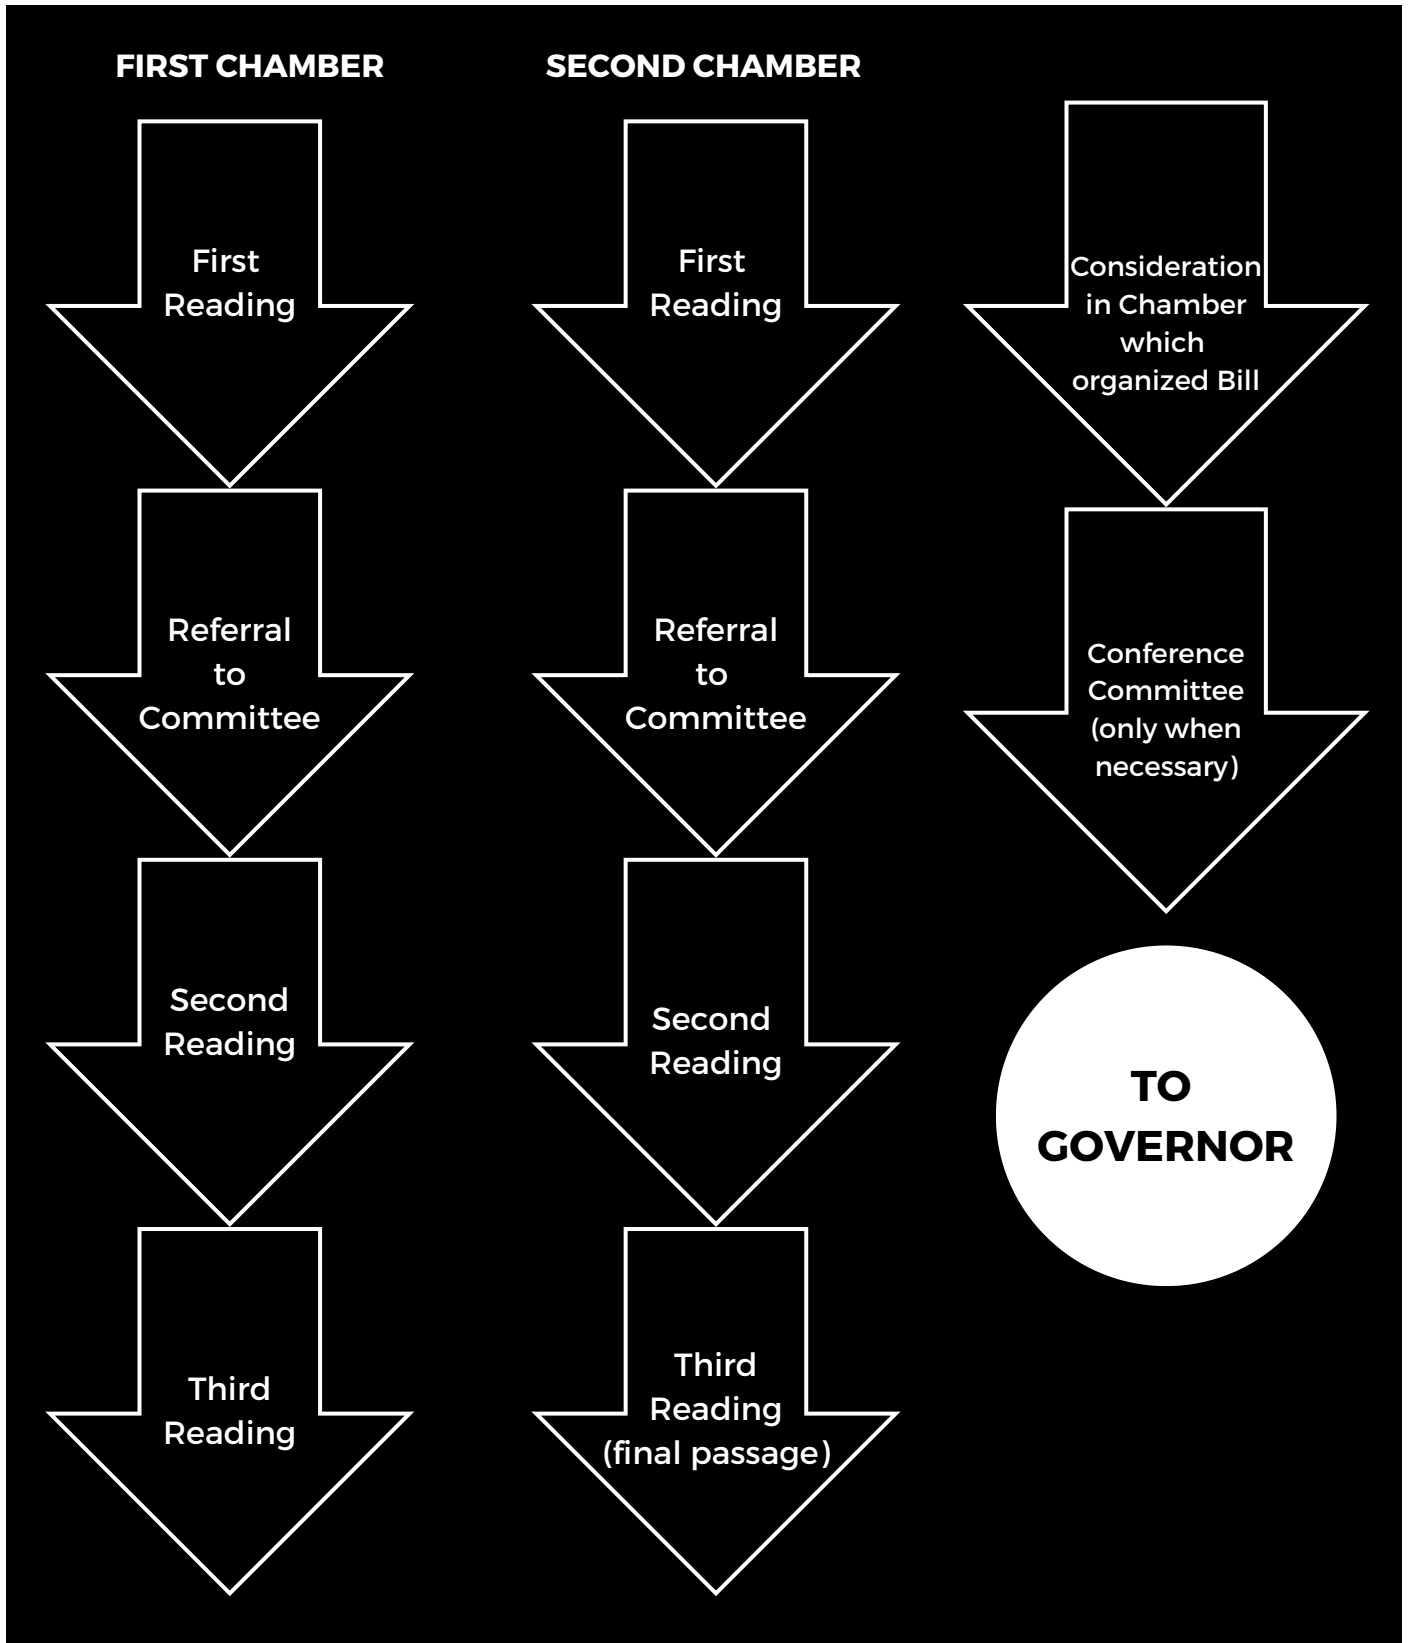 FIRST CHAMBER
First
Reading
Referral
to
Committee
Second
Reading
Third
Reading
SECOND CHAMBER
First
Reading
Referral
to
Committee
Second
Reading
Third
Reading
(final passage)
Consideration
in Chamber
which
organized Bill
Conference
Committee
(only when
necessary)
TO
GOVERNOR